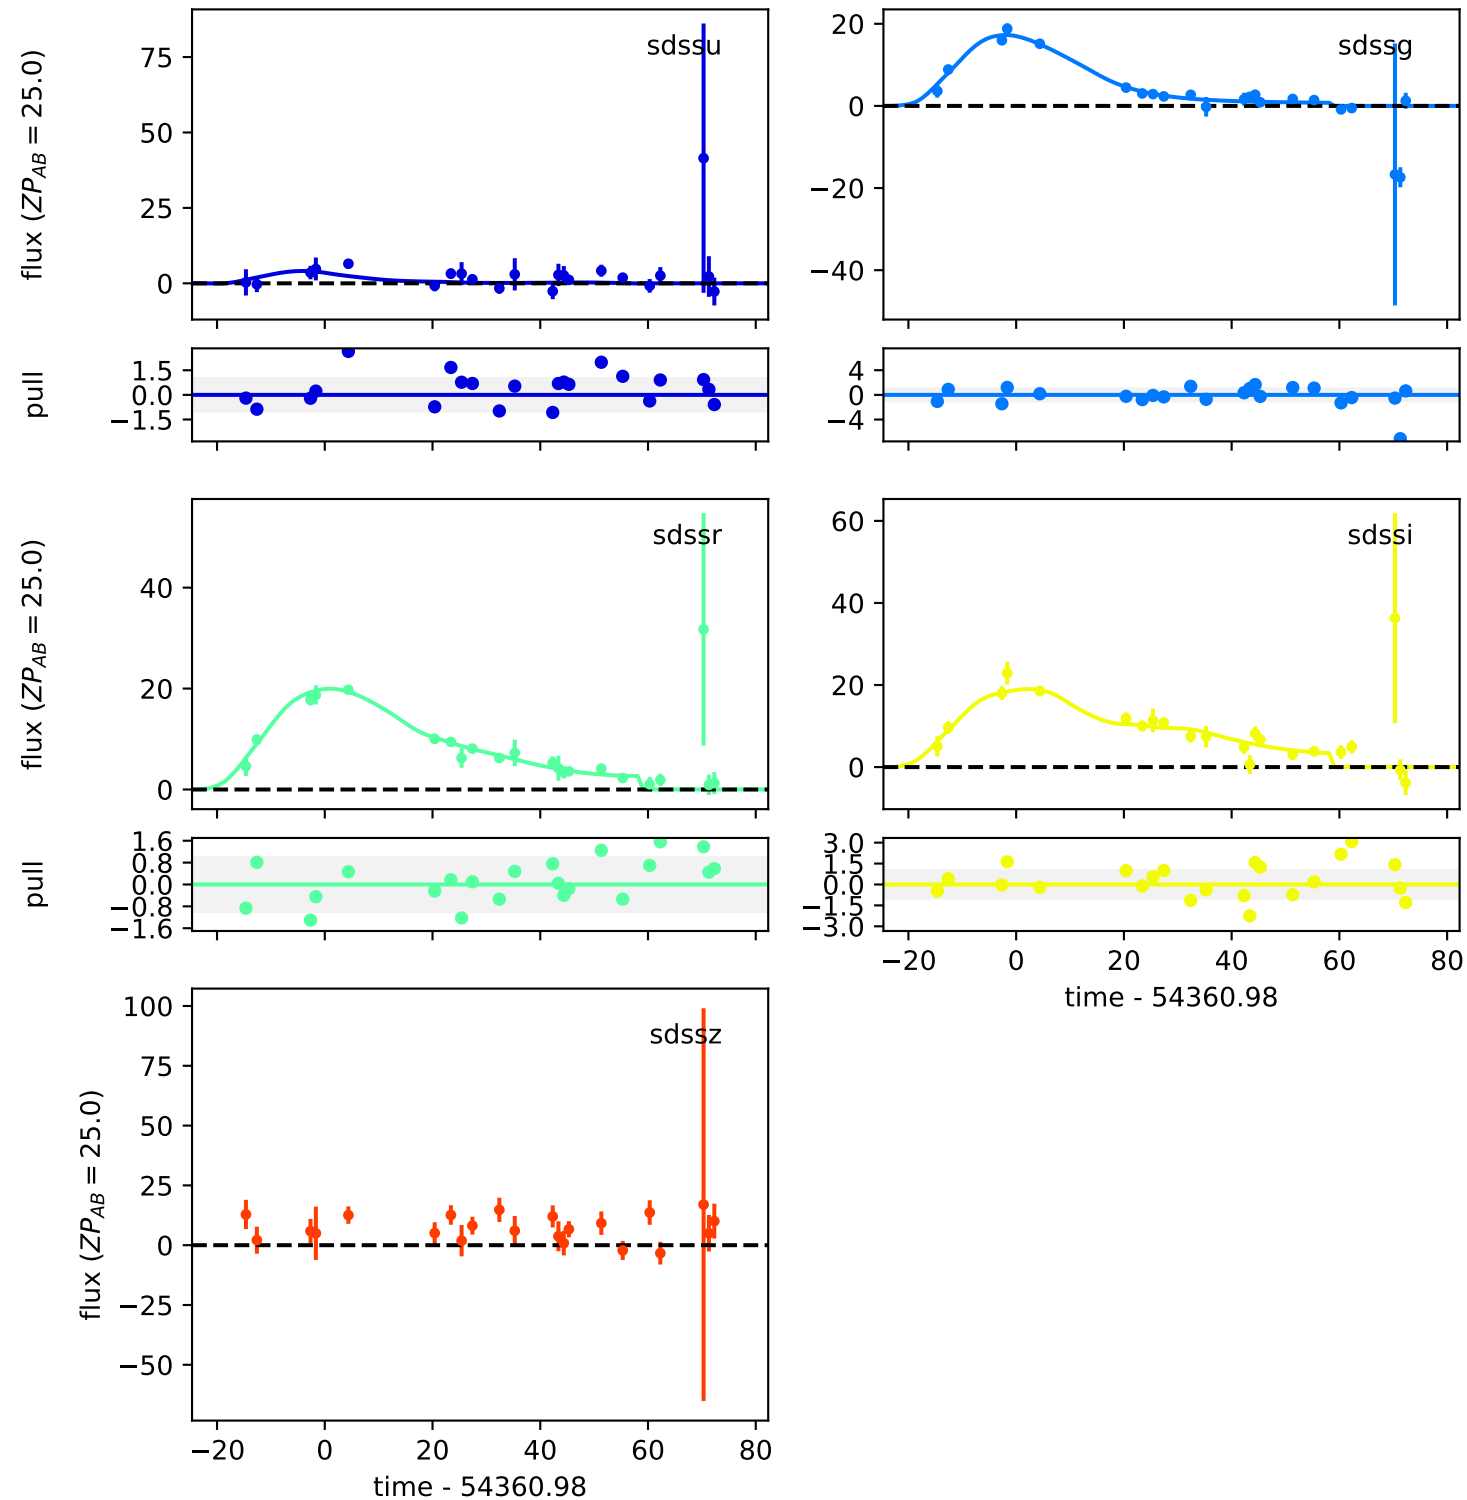 sdssu
flux (ZP_AB = 25.0)
75
50
25
0
sdssg
20
0
−20
−40
pull
1.5
0.0
−1.5
4
0
−4
sdssr
flux (ZP_AB = 25.0)
40
20
0
sdssi
60
40
20
0
pull
1.6
0.8
0.0
−0.8
−1.6
3.0
1.5
0.0
−1.5
−3.0
−20 0 20 40 60 80
time - 54360.98
sdssz
flux (ZP_AB = 25.0)
100
75
50
25
0
−25
−50
−20 0 20 40 60 80
time - 54360.98